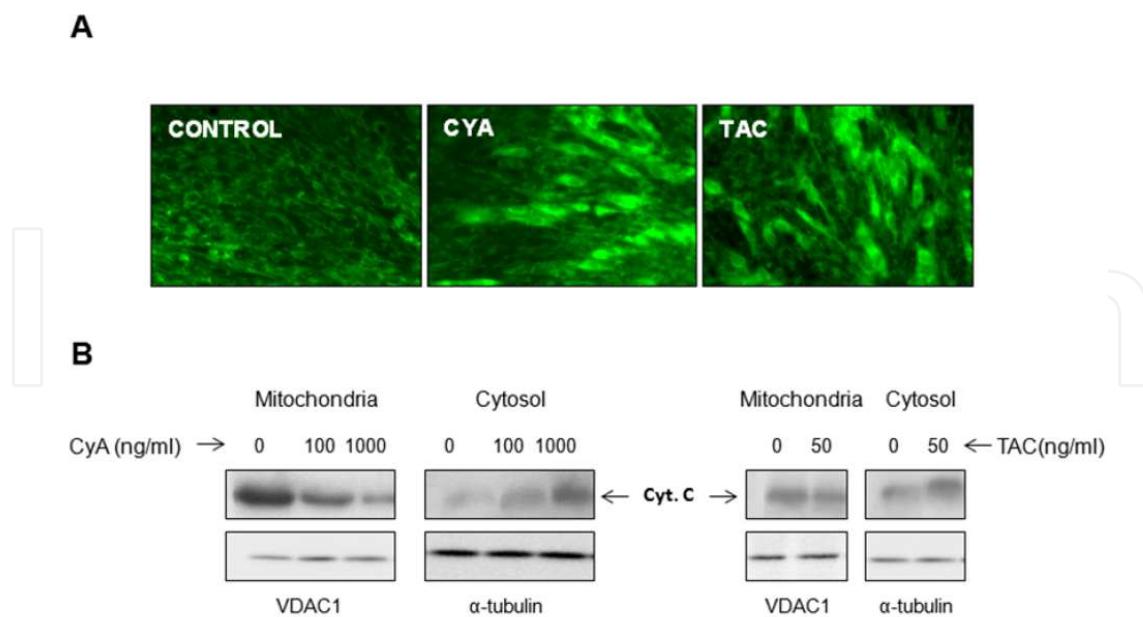 A
CONTROL
CYA
TAC
B
Mitochondria
Cytosol
Mitochondria
Cytosol
CyA (ng/ml) → 0 100 1000
0 100 1000
0 50
0 50 ← TAC(ng/ml)
← Cyt. C →
VDAC1
α-tubulin
VDAC1
α-tubulin